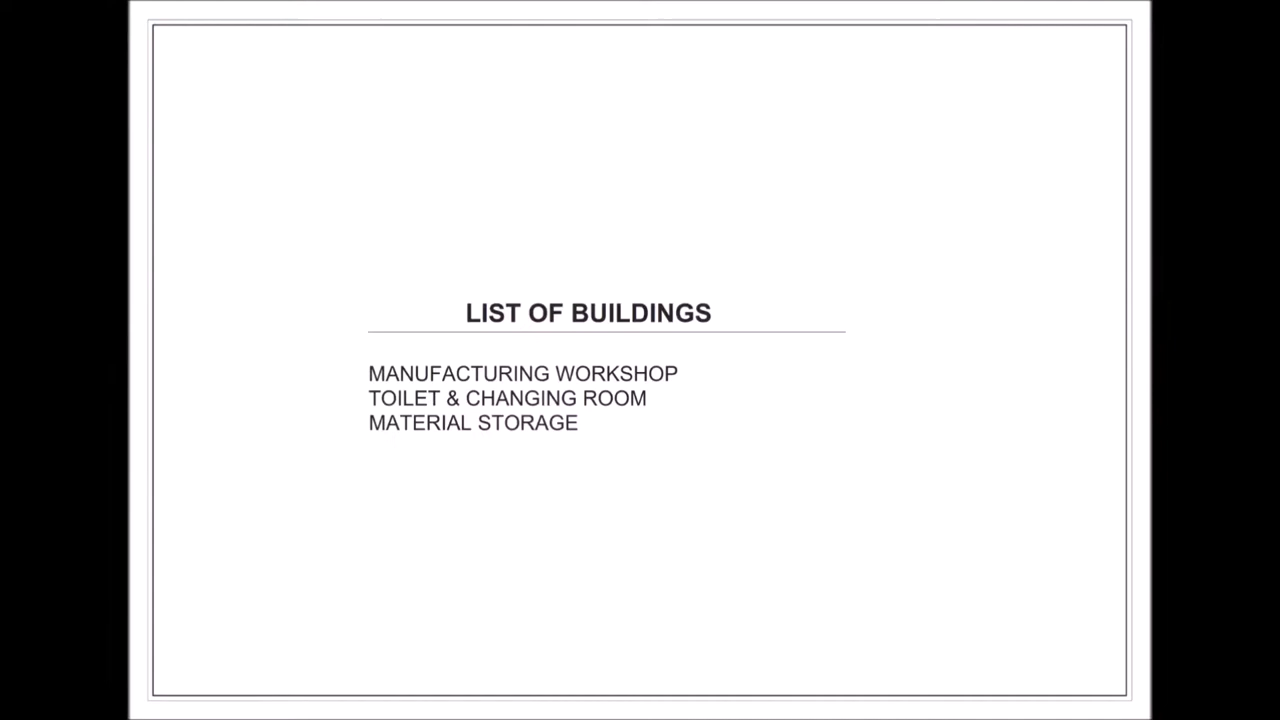 LIST OF BUILDINGS
MANUFACTURING WORKSHOP
TOILET & CHANGING ROOM
MATERIAL STORAGE